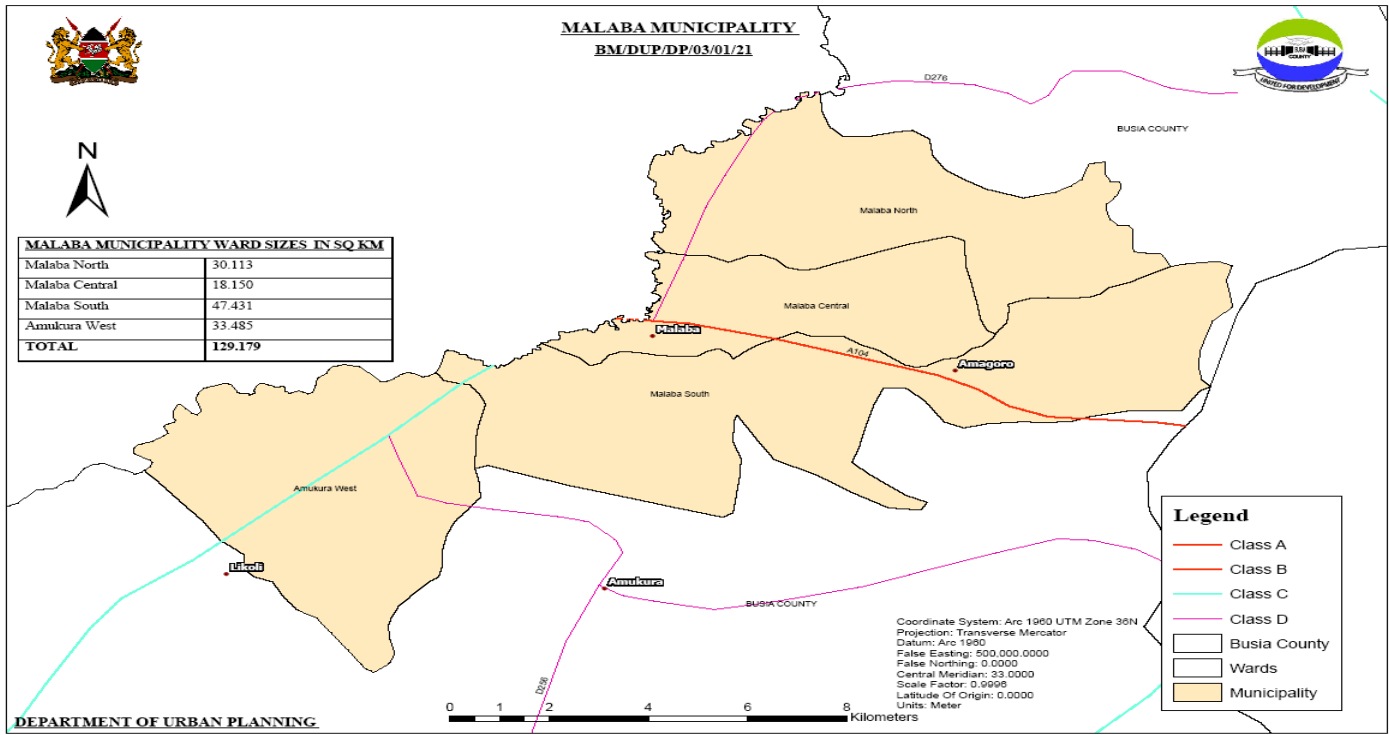 MALABA MUNICIPALITY
BM/DUP/DP/03/01/21
COUNTY
UNITED FOR DEVELOPMENT
D276
BUSIA COUNTY
N
Malaba North
MALABA MUNICIPALITY WARD SIZES IN SQ KM
Malaba North 30.113
Malaba Central 18.150
Malaba South 47.431
Amukura West 33.485
TOTAL 129.179
Malaba Central
Malaba
A104
Amagoro
Malaba South
Amukura West
Likoli
Amukura
BUSIA COUNTY
D256
Legend
Class A
Class B
Class C
Class D
Busia County
Wards
Municipality
Coordinate System: Arc 1960 UTM Zone 36N
Projection: Transverse Mercator
Datum: Arc 1960
False Easting: 500,000.0000
False Northing: 0.0000
Central Meridian: 33.0000
Scale Factor: 0.9996
Latitude Of Origin: 0.0000
Units: Meter
0 1 2 4 6 8
Kilometers
DEPARTMENT OF URBAN PLANNING